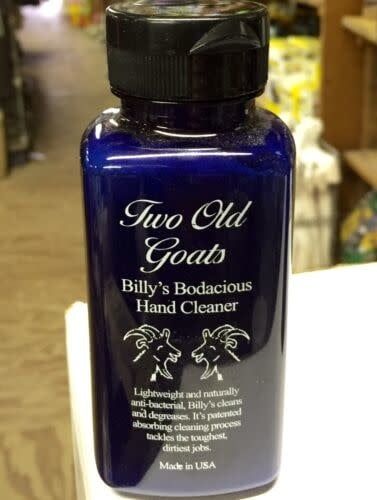 Two Old
Goats
Billy's Bodacious
Hand Cleaner
Lightweight and naturally
anti-bacterial, Billy's cleans
and degreases. It's patented
absorbing cleaning process
tackles the toughest,
dirtiest jobs.
Made in USA